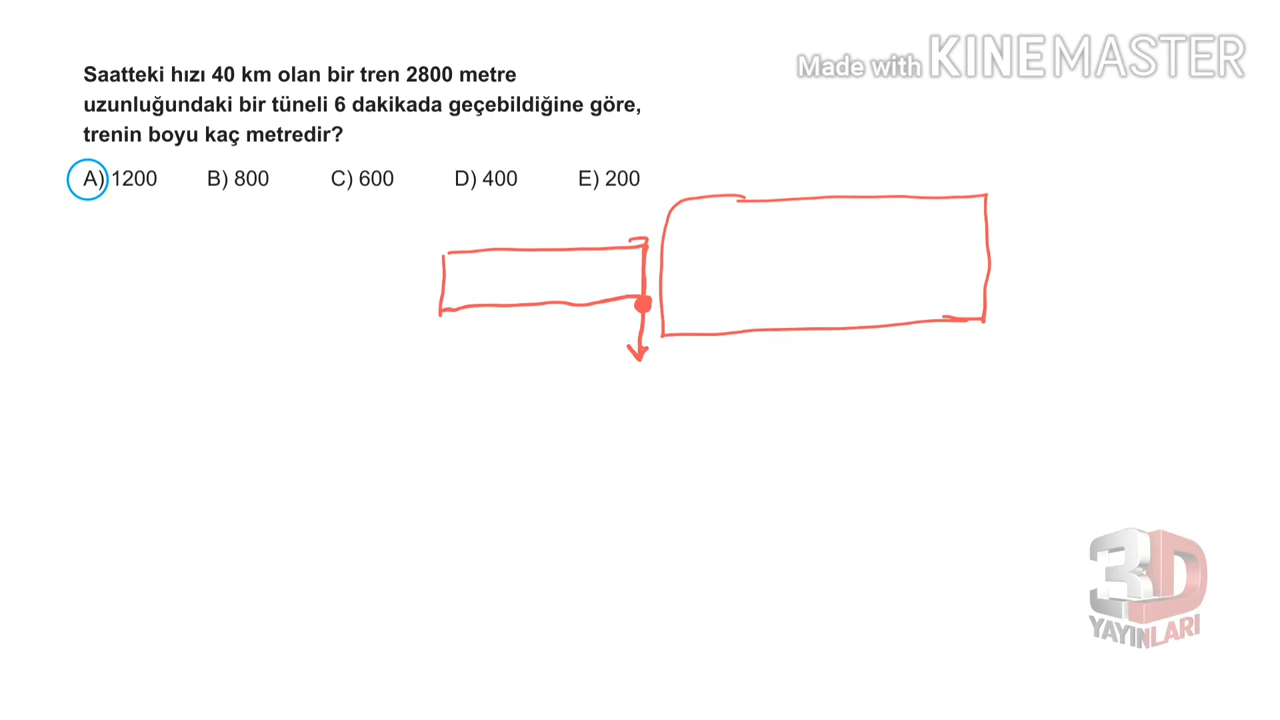 Made with KINEMASTER
Saatteki hızı 40 km olan bir tren 2800 metre
uzunluğundaki bir tüneli 6 dakikada geçebildiğine göre,
trenin boyu kaç metredir?
A) 1200 B) 800 C) 600 D) 400 E) 200
3D
YAYINLARI